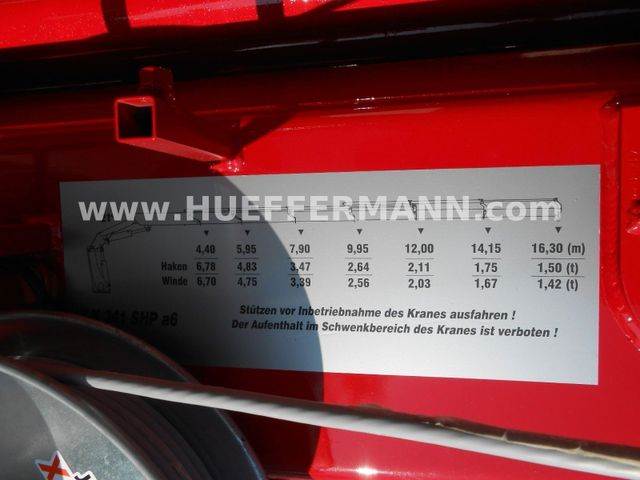 www.HUEFFERMANN.com
4,40 5,95 7,90 9,95 12,00 14,15 16,30 (m)
Haken 6,78 4,83 3,47 2,64 2,11 1,75 1,50 (t)
Winde 6,70 4,75 3,39 2,56 2,03 1,67 1,42 (t)
SHP a6
Stützen vor Inbetriebnahme des Kranes ausfahren !
Der Aufenthalt im Schwenkbereich des Kranes ist verboten !